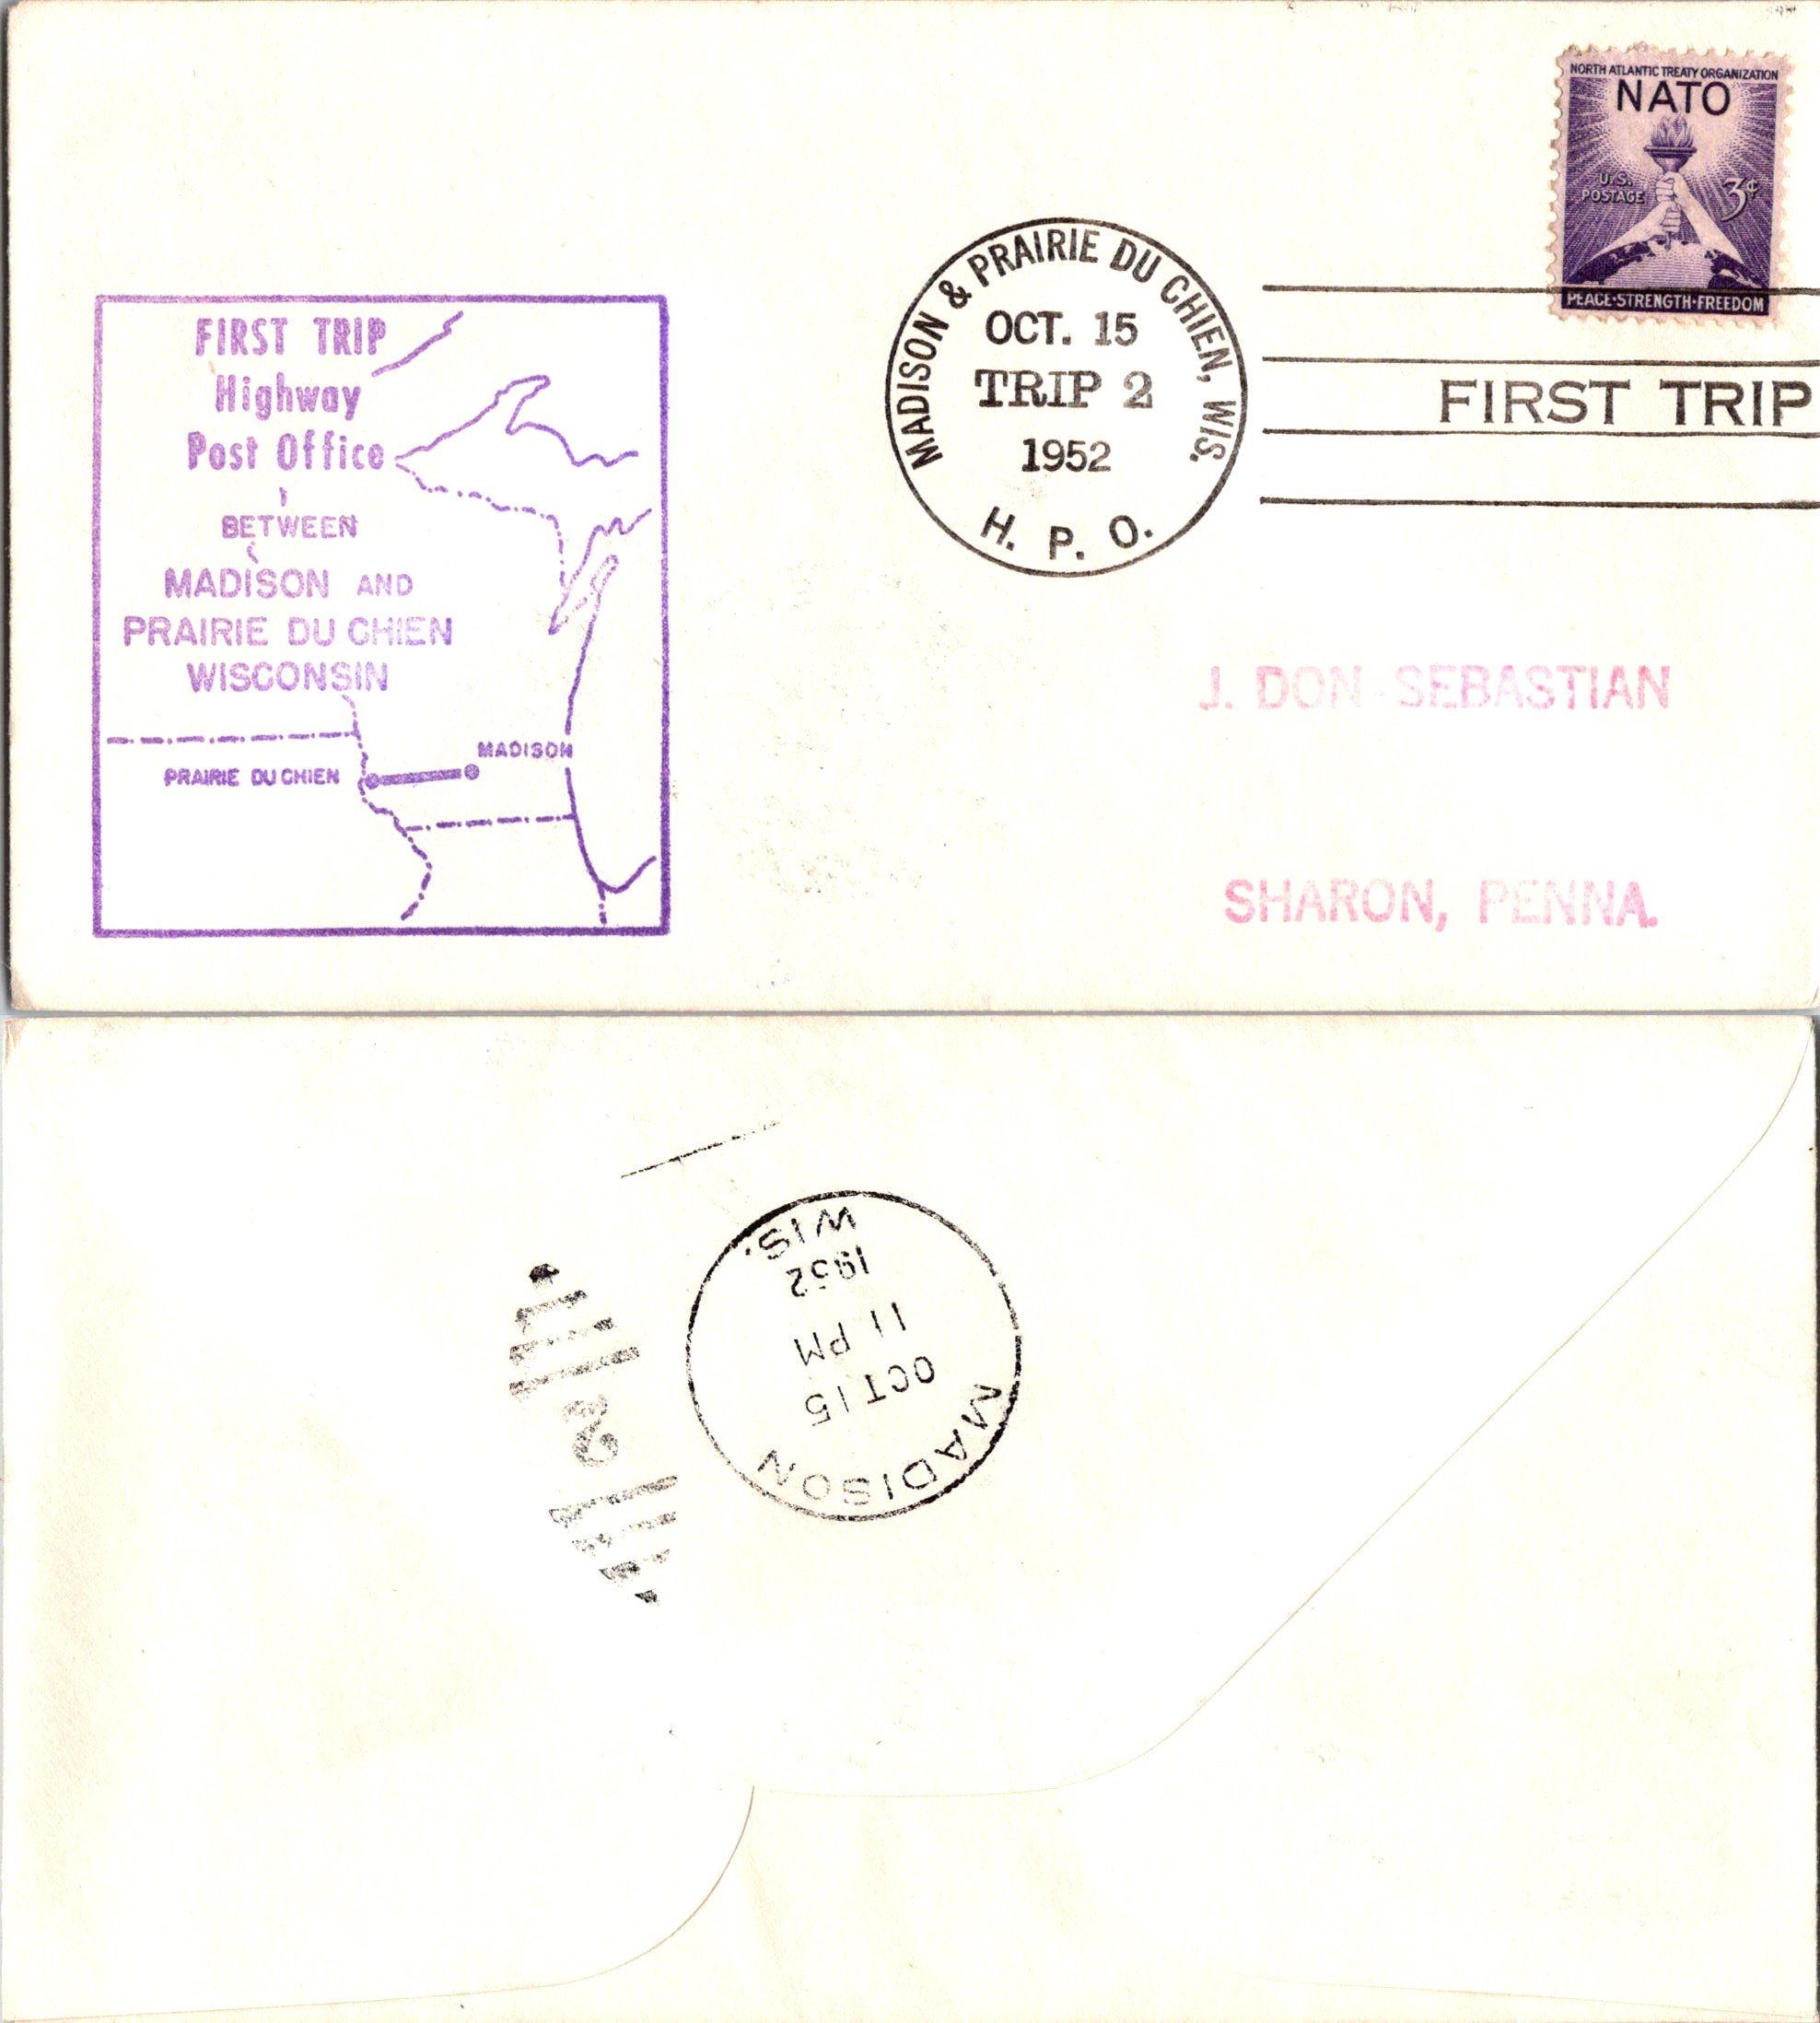 NORTH ATLANTIC TREATY ORGANIZATION
NATO
U.S.
POSTAGE
3¢
PEACE·STRENGTH·FREEDOM
MADISON & PRAIRIE DU CHIEN, WIS.
OCT. 15
TRIP 2
1952
H. P. O.
FIRST TRIP
FIRST TRIP
Highway
Post Office
BETWEEN
MADISON AND
PRAIRIE DU CHIEN
WISCONSIN
MADISON
PRAIRIE DU CHIEN
J. DON SEBASTIAN
SHARON, PENNA.
MADISON
OCT 15
11 PM
1952
WIS.
2